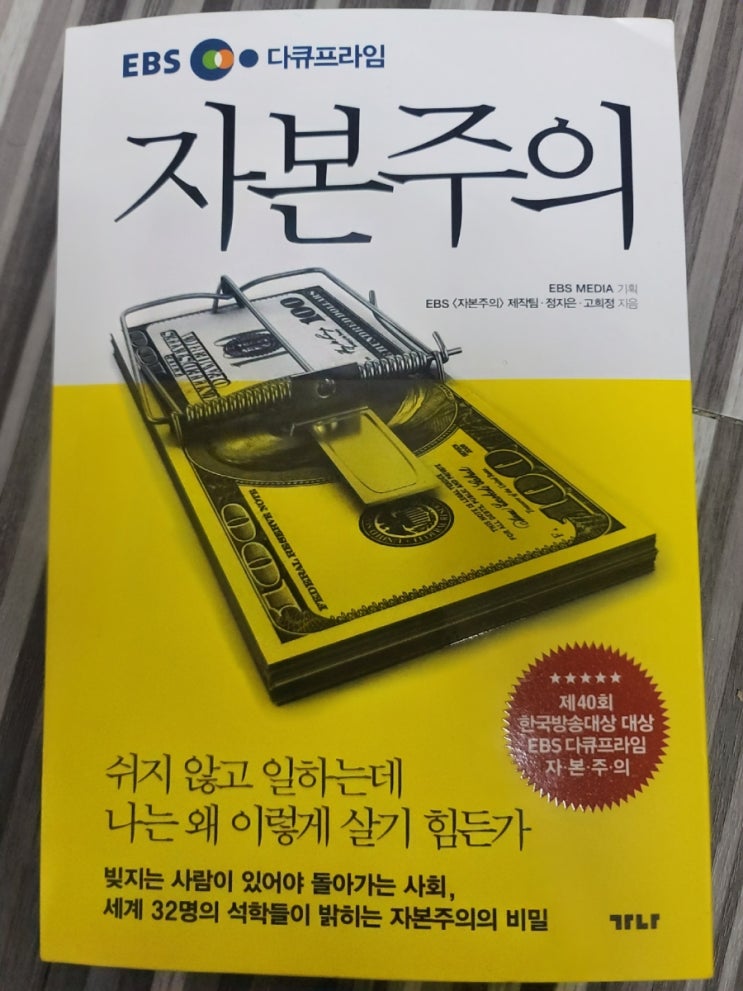 EBS 다큐프라임
자본주의
EBS MEDIA 기획
EBS 〈자본주의〉 제작팀·정지은·고희정 지음
100
FEDERAL RESERVE NOTE
100
★★★★★
제40회
한국방송대상 대상
EBS 다큐프라임
자·본·주·의
쉬지 않고 일하는데
나는 왜 이렇게 살기 힘든가
빚지는 사람이 있어야 돌아가는 사회,
세계 32명의 석학들이 밝히는 자본주의의 비밀
가나